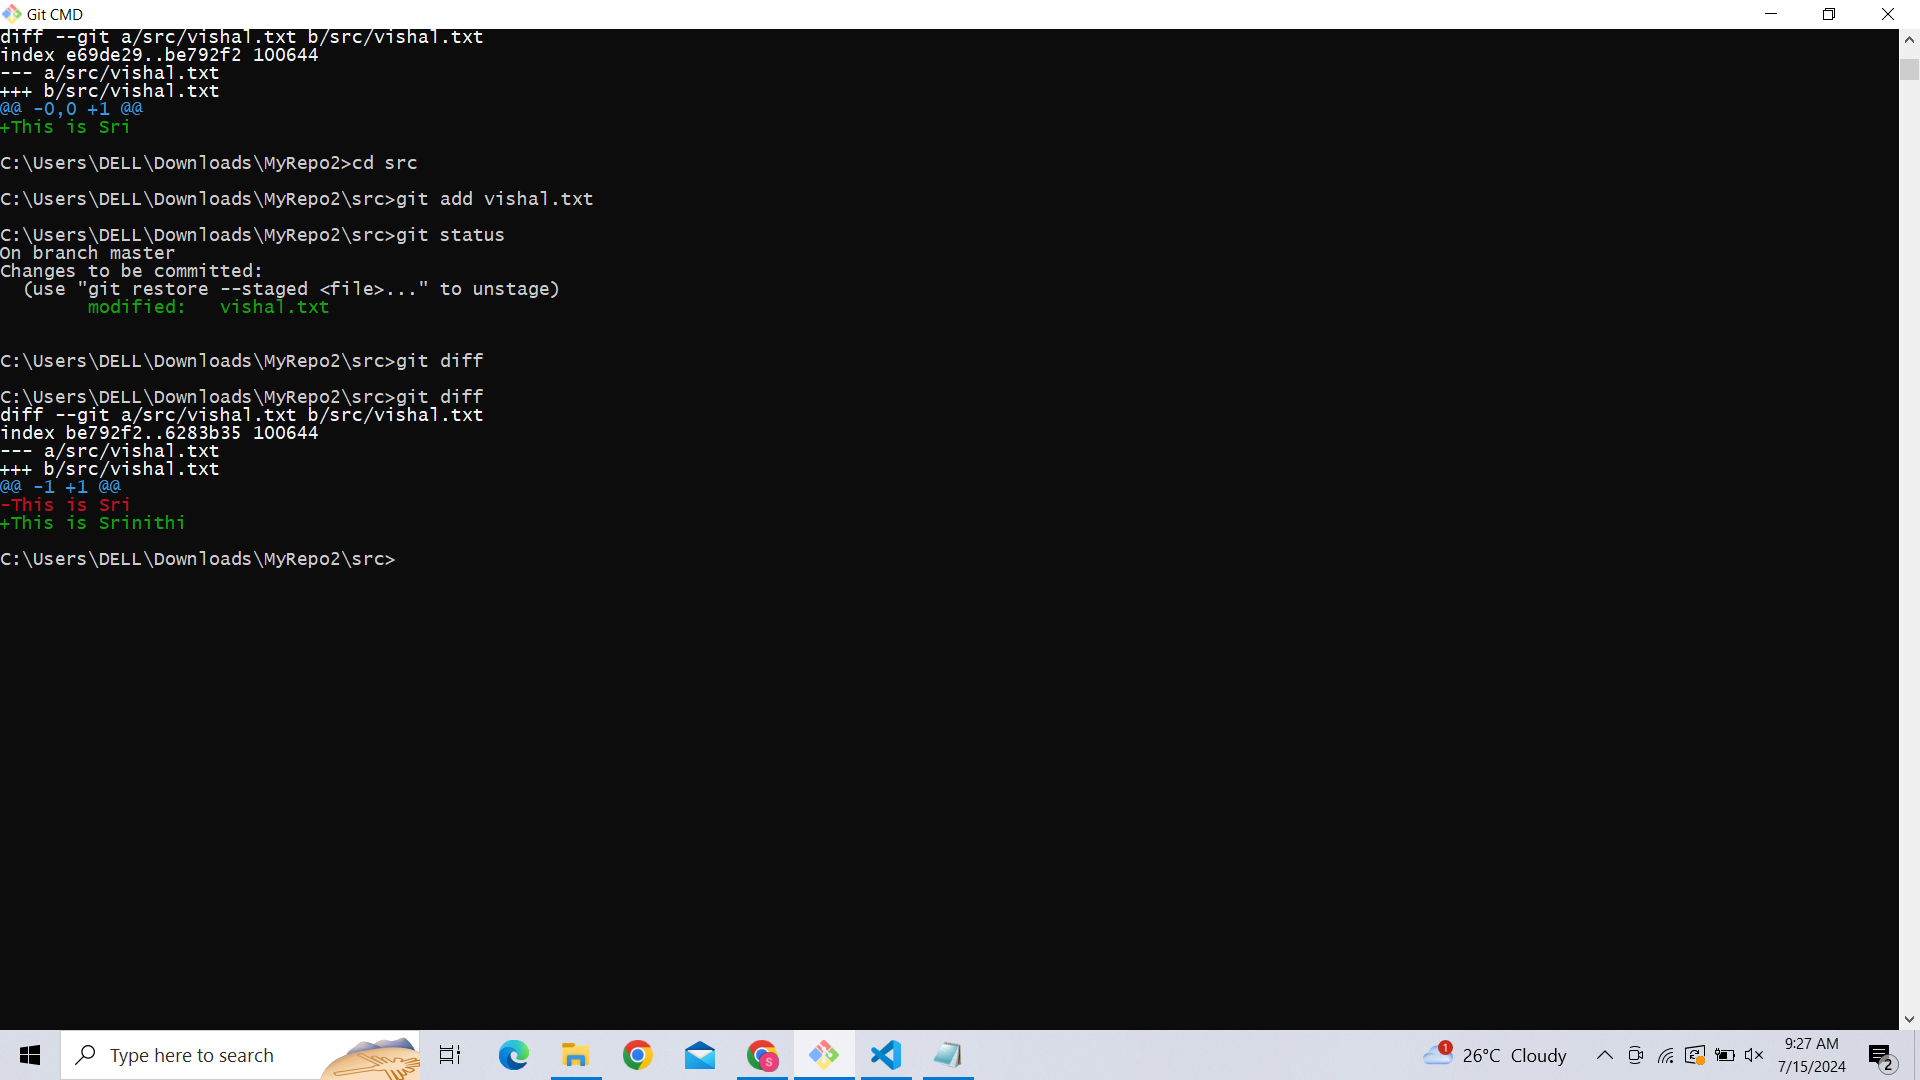 Git CMD
diff --git a/src/vishal.txt b/src/vishal.txt
index e69de29..be792f2 100644
--- a/src/vishal.txt
+++ b/src/vishal.txt
@@ -0,0 +1 @@
+This is Sri
C:\Users\DELL\Downloads\MyRepo2>cd src
C:\Users\DELL\Downloads\MyRepo2\src>git add vishal.txt
C:\Users\DELL\Downloads\MyRepo2\src>git status
On branch master
Changes to be committed:
  (use "git restore --staged <file>..." to unstage)
        modified:   vishal.txt
C:\Users\DELL\Downloads\MyRepo2\src>git diff
C:\Users\DELL\Downloads\MyRepo2\src>git diff
diff --git a/src/vishal.txt b/src/vishal.txt
index be792f2..6283b35 100644
--- a/src/vishal.txt
+++ b/src/vishal.txt
@@ -1 +1 @@
-This is Sri
+This is Srinithi
C:\Users\DELL\Downloads\MyRepo2\src>
Type here to search
S
1
26°C Cloudy
9:27 AM
7/15/2024
2